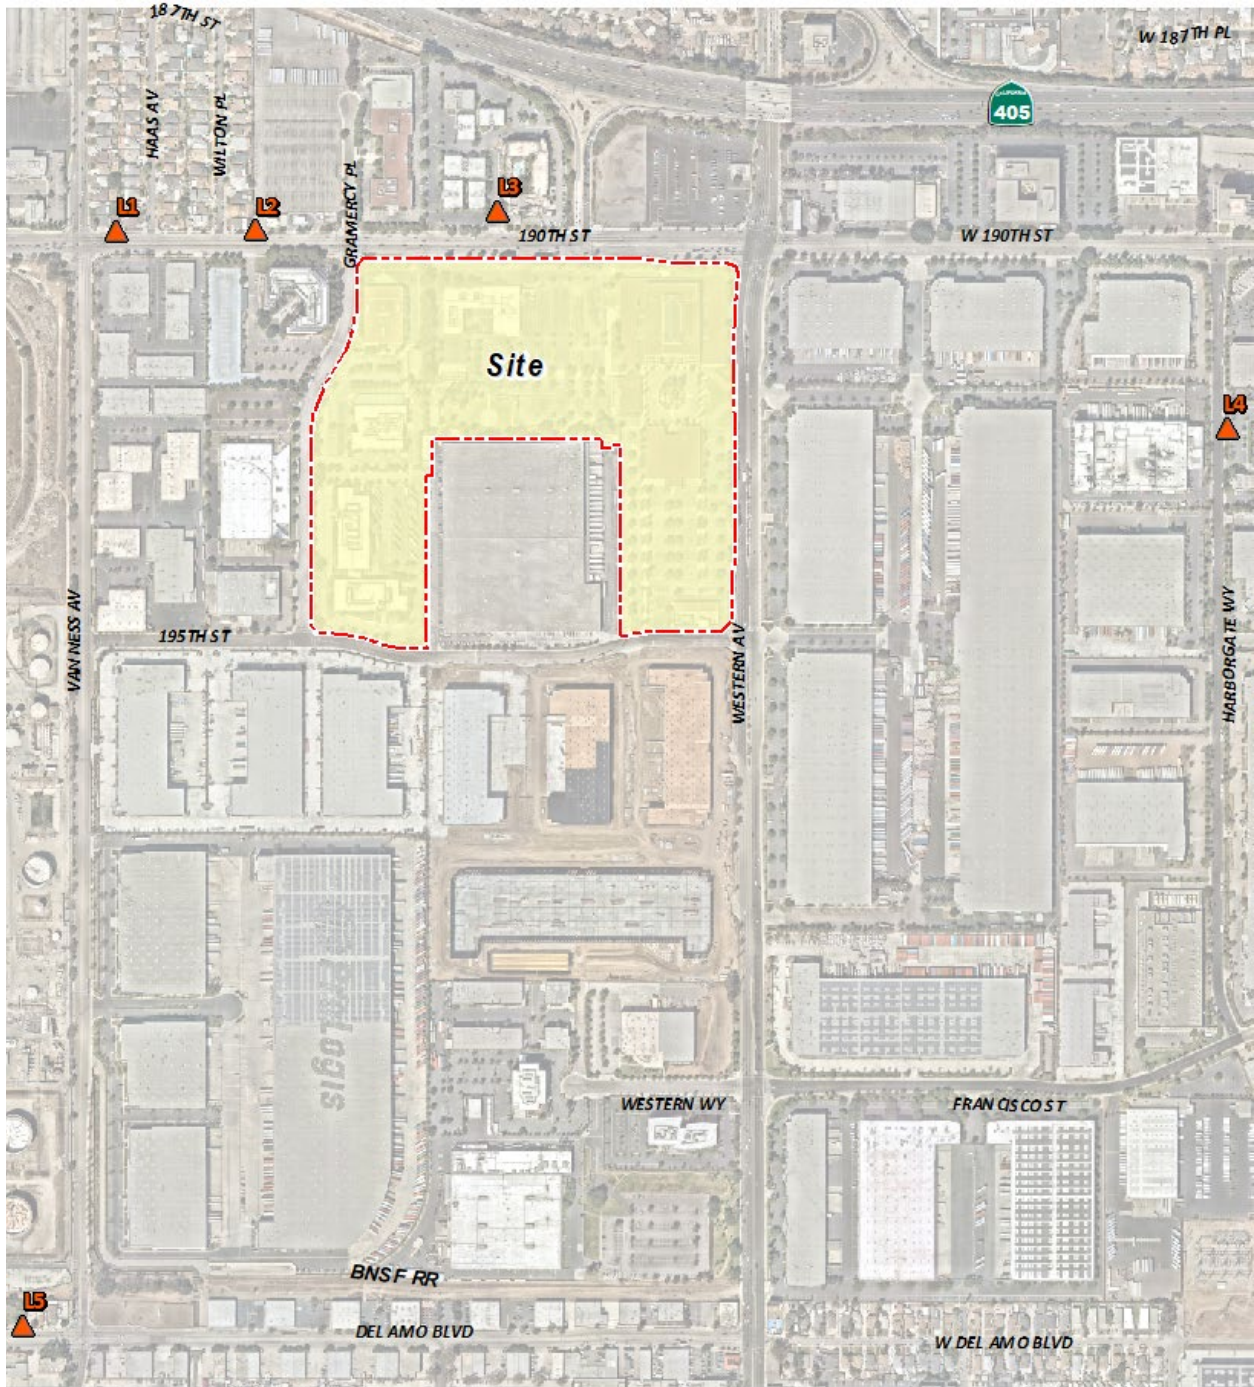 187TH ST
W 187TH PL
HAAS AV
WILTON PL
CALIFORNIA
405
GRAMERCY PL
L1
L2
L3
190TH ST
W 190TH ST
Site
L4
195TH ST
VAN NESS AV
WESTERN AV
HARBORGATE WY
WESTERN WY
FRANCISCO ST
BNSF RR
L5
DEL AMO BLVD
W DEL AMO BLVD